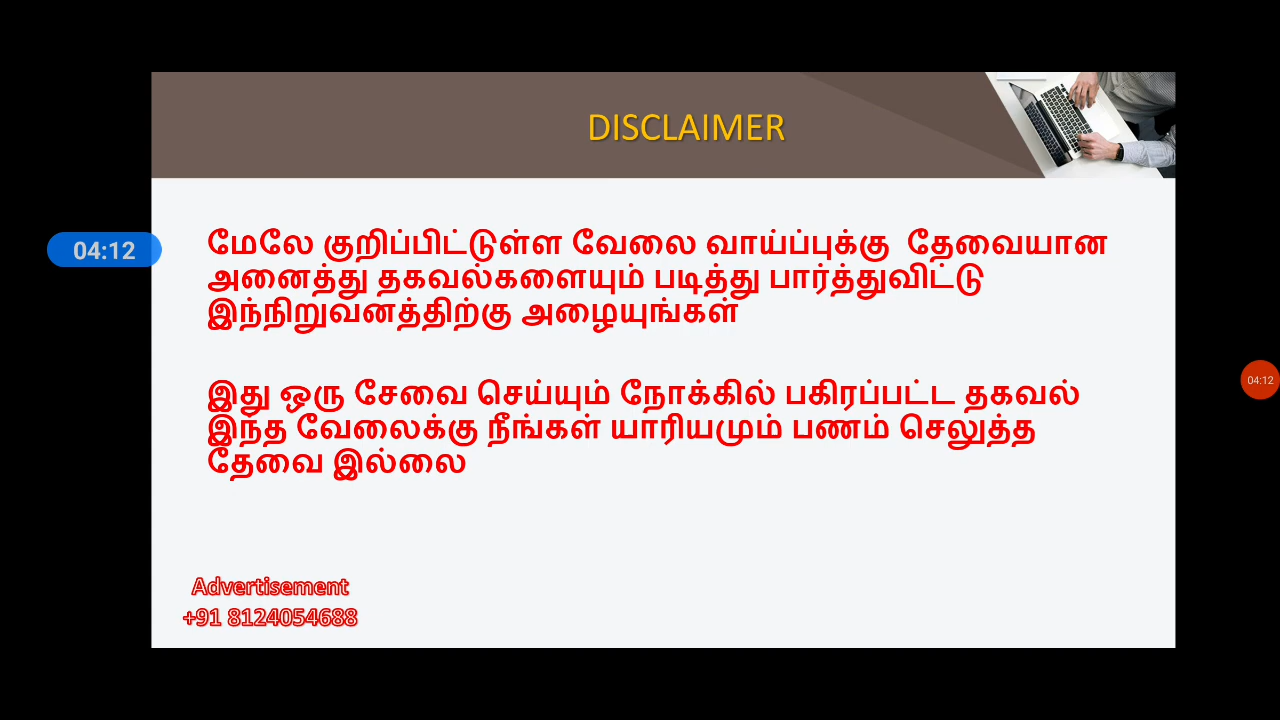 DISCLAIMER
மேலே குறிப்பிட்டுள்ள வேலை வாய்ப்புக்கு தேவையான
04:12
அனைத்து தகவல்களையும் படித்து பார்த்துவிட்டு
இந்நிறுவனத்திற்கு அழையுங்கள்
04:12
இது ஒரு சேவை செய்யும் நோக்கில் பகிரப்பட்ட தகவல்
இந்த வேலைக்கு நீங்கள் யாரியமும் பணம் செலுத்த
தேவை இல்லை
Advertisement
+91 8124054688